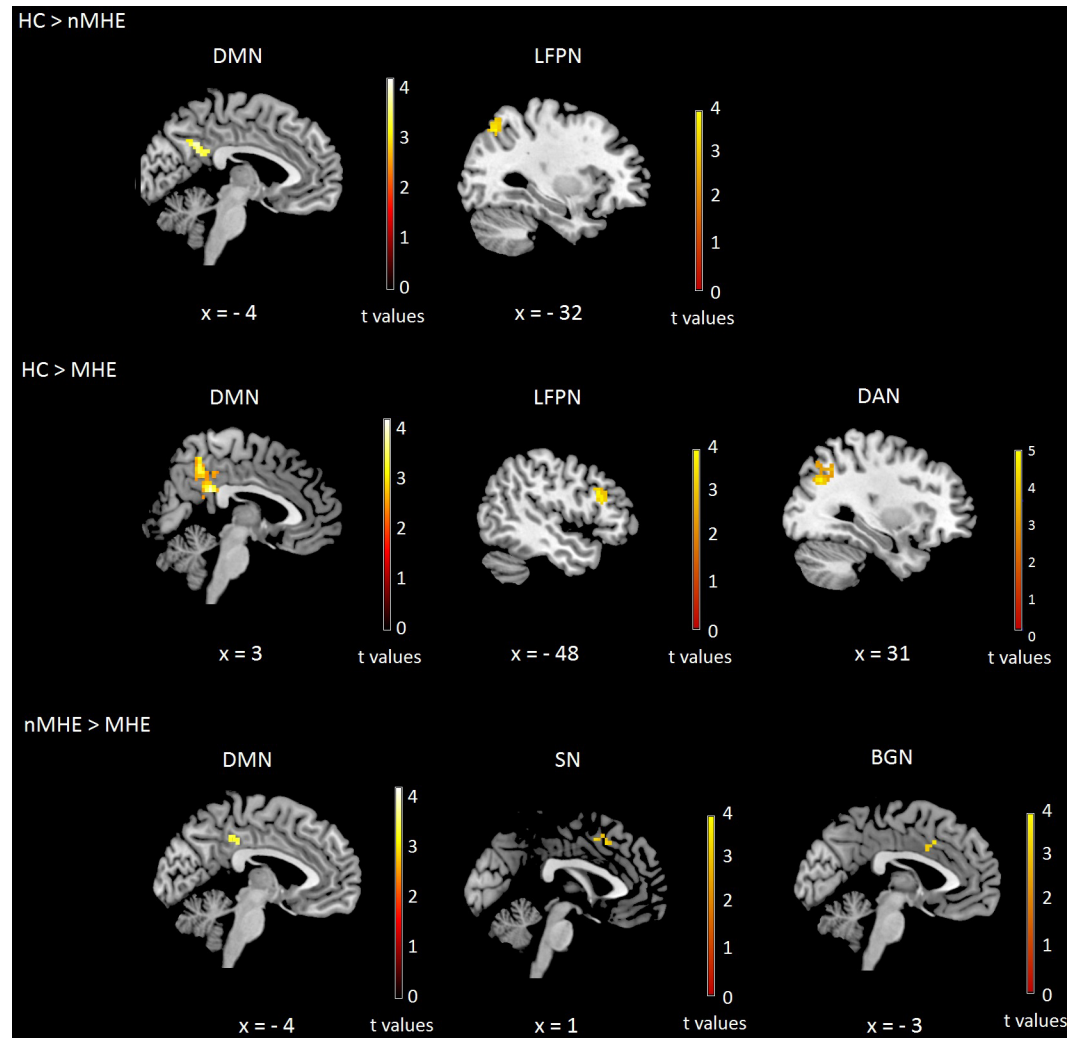 HC > nMHE
DMN
LFPN
4
3
2
1
0
4
3
2
1
0
x = - 4
t values
x = - 32
t values
HC > MHE
DMN
LFPN
DAN
4
3
2
1
0
4
3
2
1
0
5
4
3
2
1
0
x = 3
t values
x = - 48
t values
x = 31
t values
nMHE > MHE
DMN
SN
BGN
4
3
2
1
0
4
3
2
1
0
4
3
2
1
0
x = - 4
t values
x = 1
t values
x = - 3
t values